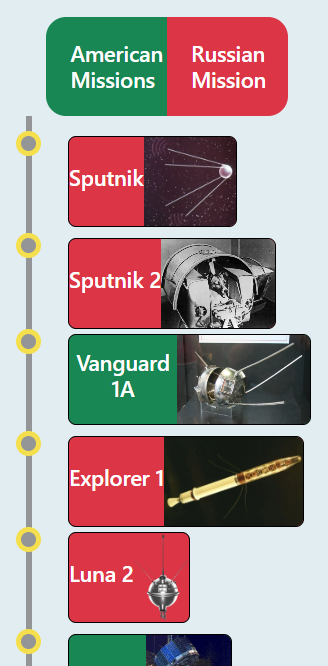 American
Missions
Russian
Mission
Sputnik
Sputnik 2
Vanguard
1A
Explorer 1
Luna 2